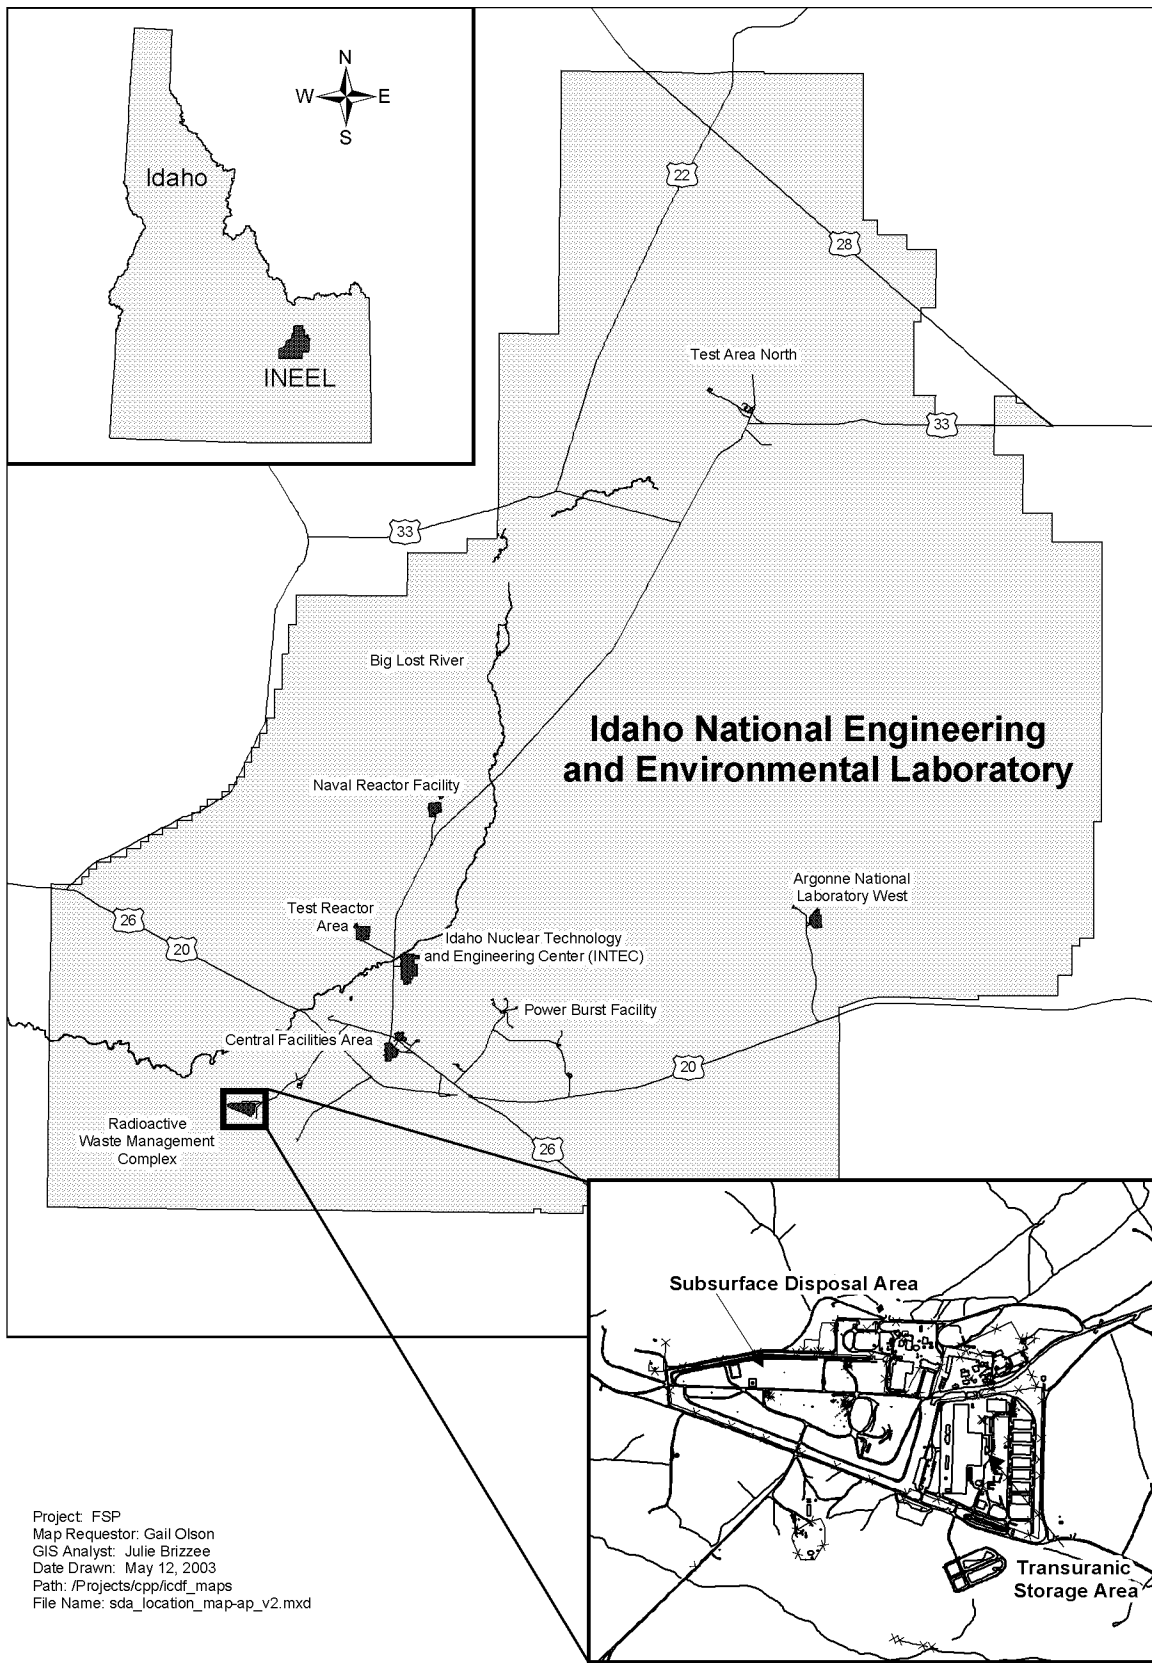 N
W E
S
Idaho
INEEL
22
28
Test Area North
33
33
Big Lost River
Idaho National Engineering
and Environmental Laboratory
Naval Reactor Facility
Argonne National
Laboratory West
Test Reactor
Area
26
20
Idaho Nuclear Technology
and Engineering Center (INTEC)
Power Burst Facility
Central Facilities Area
20
Radioactive
Waste Management
Complex
26
Subsurface Disposal Area
Transuranic
Storage Area
Project: FSP
Map Requestor: Gail Olson
GIS Analyst: Julie Brizzee
Date Drawn: May 12, 2003
Path: /Projects/cpp/icdf_maps
File Name: sda_location_map-ap_v2.mxd